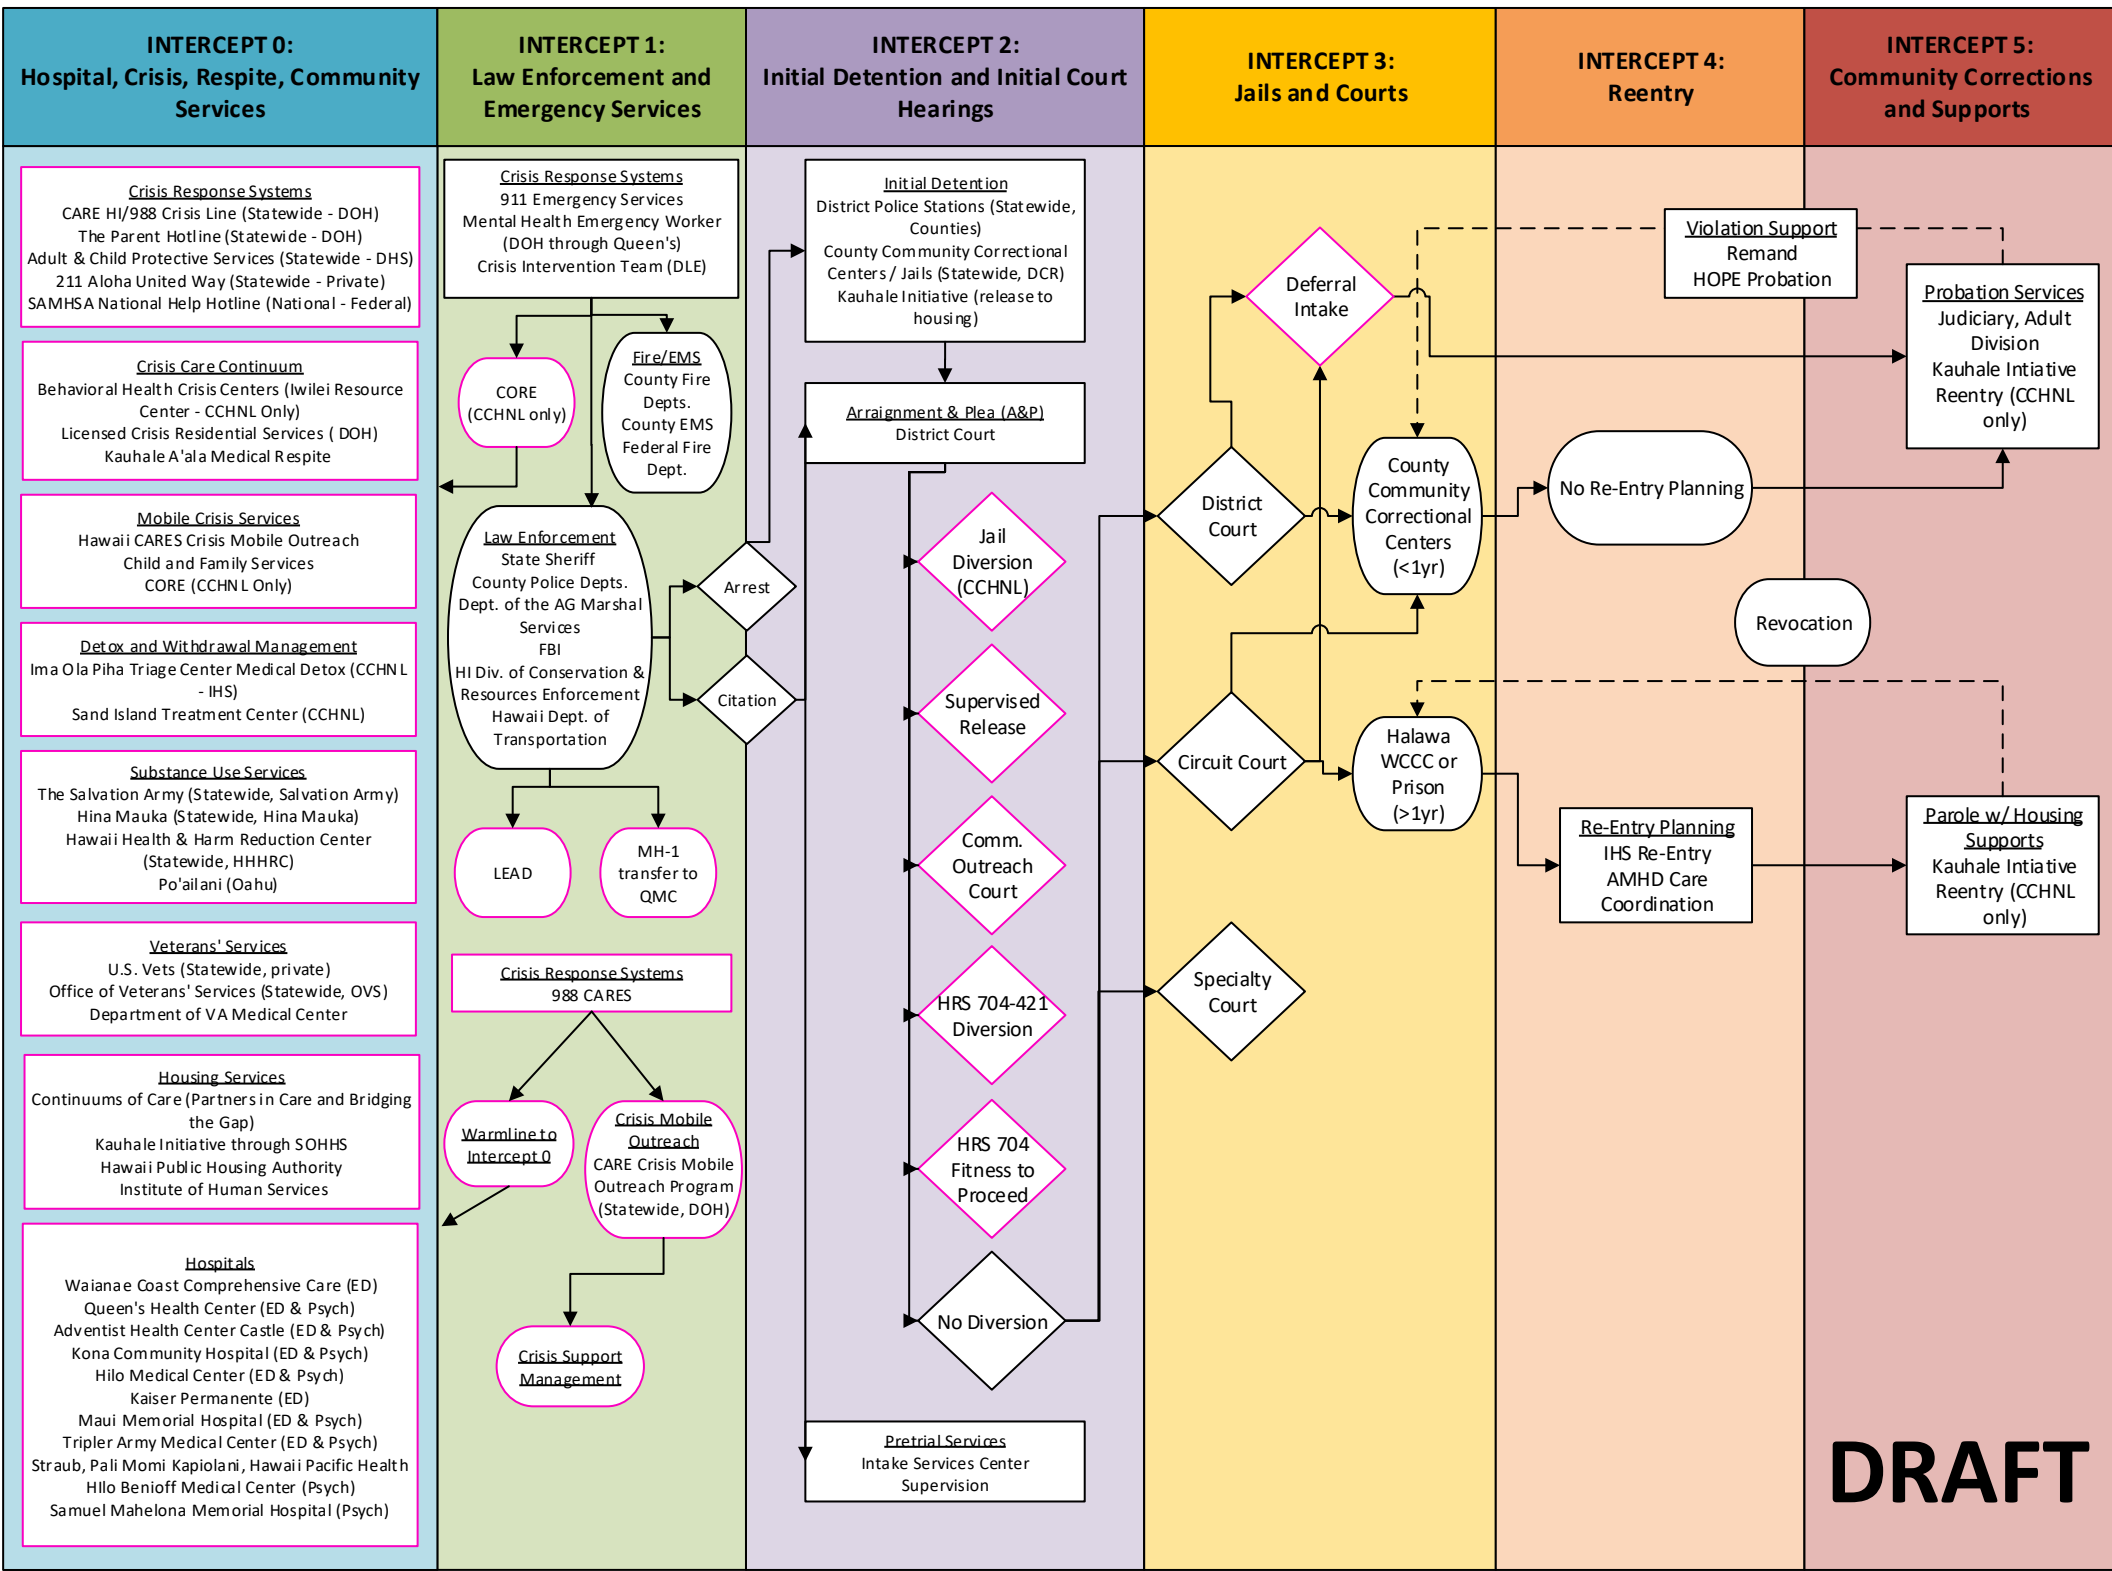 INTERCEPT 0:
Hospital, Crisis, Respite, Community
Services
INTERCEPT 1:
Law Enforcement and
Emergency Services
INTERCEPT 2:
Initial Detention and Initial Court
Hearings
INTERCEPT 3:
Jails and Courts
INTERCEPT 4:
Reentry
INTERCEPT 5:
Community Corrections
and Supports
Crisis Response Systems
CARE HI/988 Crisis Line (Statewide - DOH)
The Parent Hotline (Statewide - DOH)
Adult & Child Protective Services (Statewide - DHS)
211 Aloha United Way (Statewide - Private)
SAMHSA National Help Hotline (National - Federal)
Crisis Care Continuum
Behavioral Health Crisis Centers (Iwilei Resource
Center - CCHNL Only)
Licensed Crisis Residential Services ( DOH)
Kauhale A'ala Medical Respite
Mobile Crisis Services
Hawaii CARES Crisis Mobile Outreach
Child and Family Services
CORE (CCHNL Only)
Detox and Withdrawal Management
Ima Ola Piha Triage Center Medical Detox (CCHNL
- IHS)
Sand Island Treatment Center (CCHNL)
Substance Use Services
The Salvation Army (Statewide, Salvation Army)
Hina Mauka (Statewide, Hina Mauka)
Hawaii Health & Harm Reduction Center
(Statewide, HHHRC)
Po'ailani (Oahu)
Veterans' Services
U.S. Vets (Statewide, private)
Office of Veterans' Services (Statewide, OVS)
Department of VA Medical Center
Housing Services
Continuums of Care (Partners in Care and Bridging
the Gap)
Kauhale Initiative through SOHHS
Hawaii Public Housing Authority
Institute of Human Services
Hospitals
Waianae Coast Comprehensive Care (ED)
Queen's Health Center (ED & Psych)
Adventist Health Center Castle (ED & Psych)
Kona Community Hospital (ED & Psych)
Hilo Medical Center (ED & Psych)
Kaiser Permanente (ED)
Maui Memorial Hospital (ED & Psych)
Tripler Army Medical Center (ED & Psych)
Straub, Pali Momi Kapiolani, Hawaii Pacific Health
HIlo Benioff Medical Center (Psych)
Samuel Mahelona Memorial Hospital (Psych)
Crisis Response Systems
911 Emergency Services
Mental Health Emergency Worker
(DOH through Queen's)
Crisis Intervention Team (DLE)
CORE
(CCHNL only)
Fire/EMS
County Fire
Depts.
County EMS
Federal Fire
Dept.
Law Enforcement
State Sheriff
County Police Depts.
Dept. of the AG Marshal
Services
FBI
HI Div. of Conservation &
Resources Enforcement
Hawaii Dept. of
Transportation
Arrest
Citation
LEAD
MH-1
transfer to
QMC
Crisis Response Systems
988 CARES
Warmline to
Intercept 0
Crisis Mobile
Outreach
CARE Crisis Mobile
Outreach Program
(Statewide, DOH)
Crisis Support
Management
Initial Detention
District Police Stations (Statewide,
Counties)
County Community Correctional
Centers / Jails (Statewide, DCR)
Kauhale Initiative (release to
housing)
Arraignment & Plea (A&P)
District Court
Jail
Diversion
(CCHNL)
Supervised
Release
Comm.
Outreach
Court
HRS 704-421
Diversion
HRS 704
Fitness to
Proceed
No Diversion
Pretrial Services
Intake Services Center
Supervision
Deferral
Intake
District
Court
Circuit Court
Specialty
Court
County
Community
Correctional
Centers
(<1yr)
Halawa
WCCC or
Prison
(>1yr)
Violation Support
Remand
HOPE Probation
No Re-Entry Planning
Revocation
Re-Entry Planning
IHS Re-Entry
AMHD Care
Coordination
Probation Services
Judiciary, Adult
Division
Kauhale Intiative
Reentry (CCHNL
only)
Parole w/ Housing
Supports
Kauhale Intiative
Reentry (CCHNL
only)
DRAFT